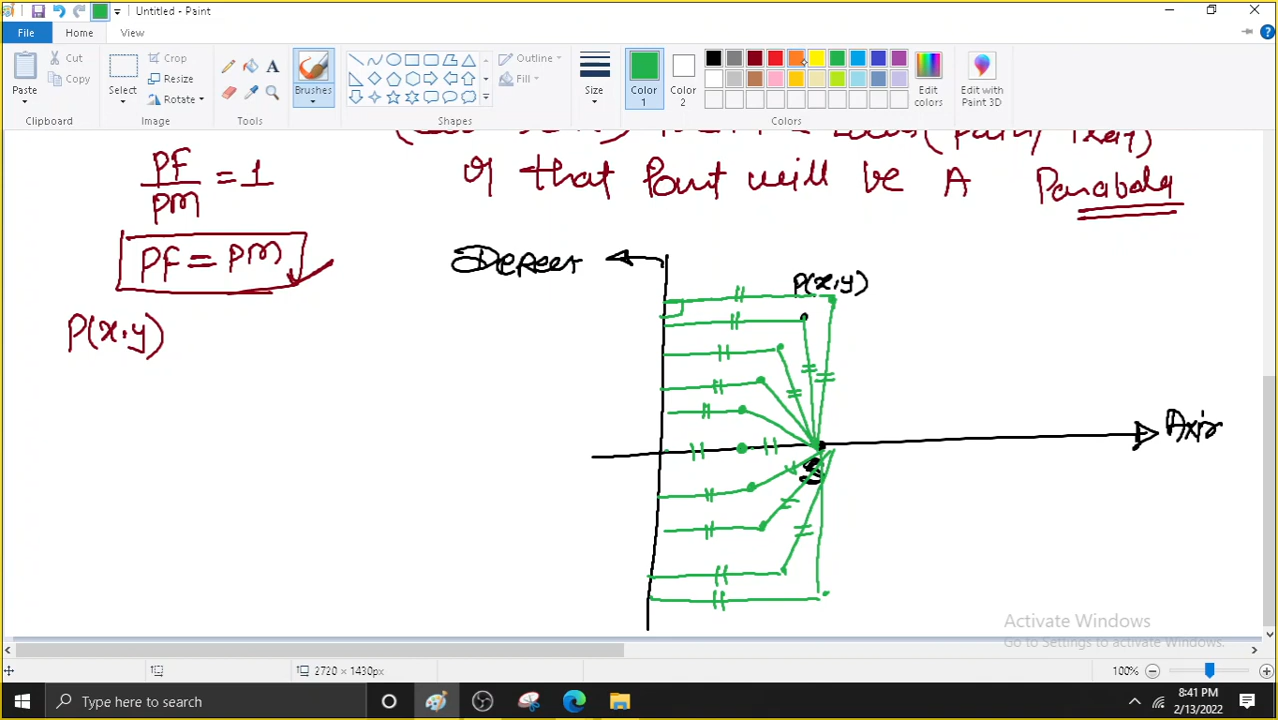 Untitled - Paint
File
Home
View
Paste
Cut
Copy
Clipboard
Select
Crop
Resize
Rotate
Image
Tools
Brushes
Shapes
Outline
Fill
Size
Color 1
Color 2
Colors
Edit colors
Edit with Paint 3D
of that Point will be A Parabola
PF/PM = 1
PF = PM
P(x,y)
P(x,y)
Axis
Activate Windows
Go to Settings to activate Windows.
2720 × 1430px
100%
Type here to search
8:41 PM
2/13/2022